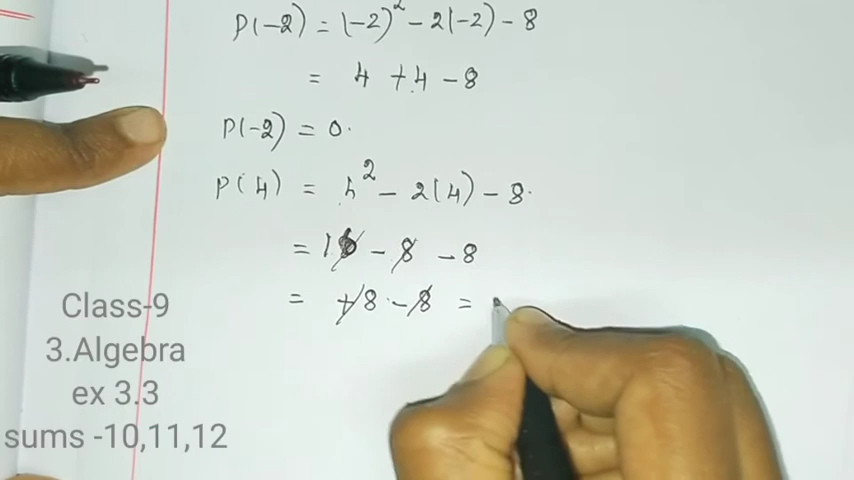 P(-2) = (-2)² - 2(-2) - 8
= 4 + 4 - 8
P(-2) = 0.
P(4) = 4² - 2(4) - 8.
= 16 - 8 - 8
= +8 - 8 =
Class-9
3.Algebra
ex 3.3
sums -10,11,12